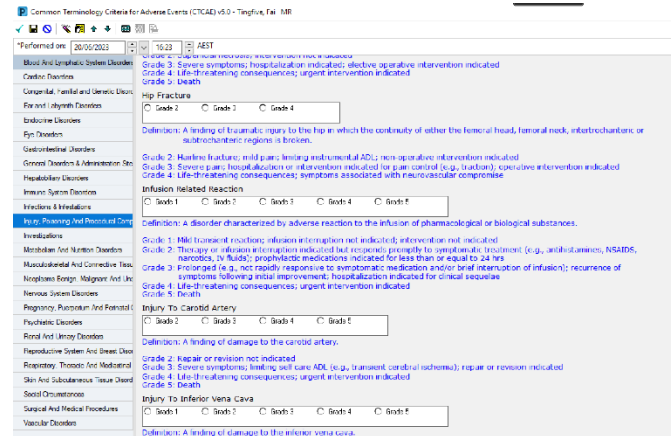 Common Terminology Criteria for Adverse Events (CTCAE) v5.0 - Tingfive, Fai MR
*Performed on: 20/06/2023 16:23 AEST
Blood And Lymphatic System Disorders
Cardiac Disorders
Congenital, Familial and Genetic Disorc
Ear and Labyrinth Disorders
Endocrine Disorders
Eye Disorders
Gastrointestinal Disorders
General Disorders & Administration Site
Hepatobiliary Disorders
Immune System Disorders
Infections & Infestations
Injury, Poisoning And Procedural Comp
Investigations
Metabolism And Nutrition Disorders
Musculoskeletal And Connective Tissu
Neoplasms Benign, Malignant And Unc
Nervous System Disorders
Pregnancy, Puerperium And Perinatal C
Psychiatric Disorders
Renal And Urinary Disorders
Reproductive System And Breast Disor
Respiratory, Thoracic And Mediastinal
Skin And Subcutaneous Tissue Disord
Social Circumstances
Surgical And Medical Procedures
Vascular Disorders
Grade 2: Superficial necrosis; intervention not indicated
Grade 3: Severe symptoms; hospitalization indicated; elective operative intervention indicated
Grade 4: Life-threatening consequences; urgent intervention indicated
Grade 5: Death
Hip Fracture
Grade 2 Grade 3 Grade 4
Definition: A finding of traumatic injury to the hip in which the continuity of either the femoral head, femoral neck, intertrochanteric or
subtrochanteric regions is broken.
Grade 2: Hairline fracture; mild pain; limiting instrumental ADL; non-operative intervention indicated
Grade 3: Severe pain; hospitalization or intervention indicated for pain control (e.g., traction); operative intervention indicated
Grade 4: Life-threatening consequences; symptoms associated with neurovascular compromise
Infusion Related Reaction
Grade 1 Grade 2 Grade 3 Grade 4 Grade 5
Definition: A disorder characterized by adverse reaction to the infusion of pharmacological or biological substances.
Grade 1: Mild transient reaction; infusion interruption not indicated; intervention not indicated
Grade 2: Therapy or infusion interruption indicated but responds promptly to symptomatic treatment (e.g., antihistamines, NSAIDS,
narcotics, IV fluids); prophylactic medications indicated for less than or equal to 24 hrs
Grade 3: Prolonged (e.g., not rapidly responsive to symptomatic medication and/or brief interruption of infusion); recurrence of
symptoms following initial improvement; hospitalization indicated for clinical sequelae
Grade 4: Life-threatening consequences; urgent intervention indicated
Grade 5: Death
Injury To Carotid Artery
Grade 2 Grade 3 Grade 4 Grade 5
Definition: A finding of damage to the carotid artery.
Grade 2: Repair or revision not indicated
Grade 3: Severe symptoms; limiting self care ADL (e.g., transient cerebral ischemia); repair or revision indicated
Grade 4: Life-threatening consequences; urgent intervention indicated
Grade 5: Death
Injury To Inferior Vena Cava
Grade 1 Grade 2 Grade 3 Grade 4 Grade 5
Definition: A finding of damage to the inferior vena cava.